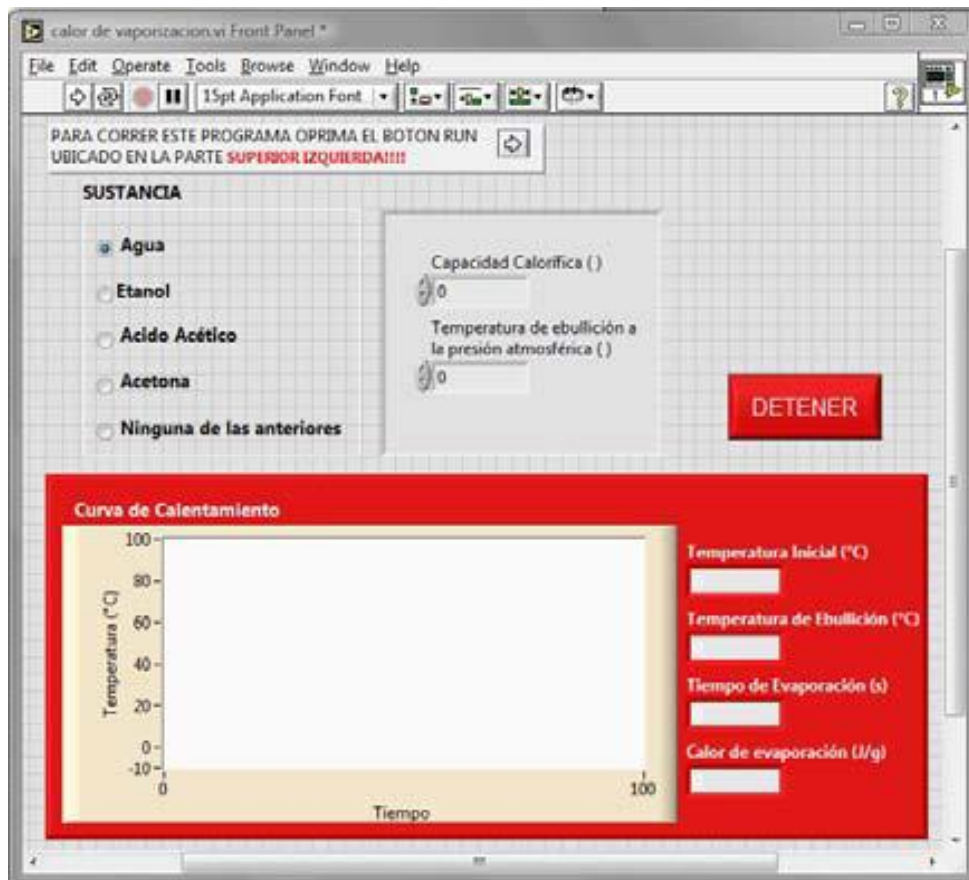 calor de vaporizacion.vi Front Panel *
File Edit Operate Tools Browse Window Help
15pt Application Font
?
1
PARA CORRER ESTE PROGRAMA OPRIMA EL BOTON RUN
UBICADO EN LA PARTE SUPERIOR IZQUIERDA!!!!
SUSTANCIA
Agua
Etanol
Acido Acético
Acetona
Ninguna de las anteriores
Capacidad Calorífica ( )
0
Temperatura de ebullición a
la presión atmosférica ( )
0
DETENER
Curva de Calentamiento
Temperatura (°C)
100
80
60
40
20
0
-10
0
100
Tiempo
Temperatura Inicial (°C)
Temperatura de Ebullición (°C)
Tiempo de Evaporación (s)
Calor de evaporación (J/g)